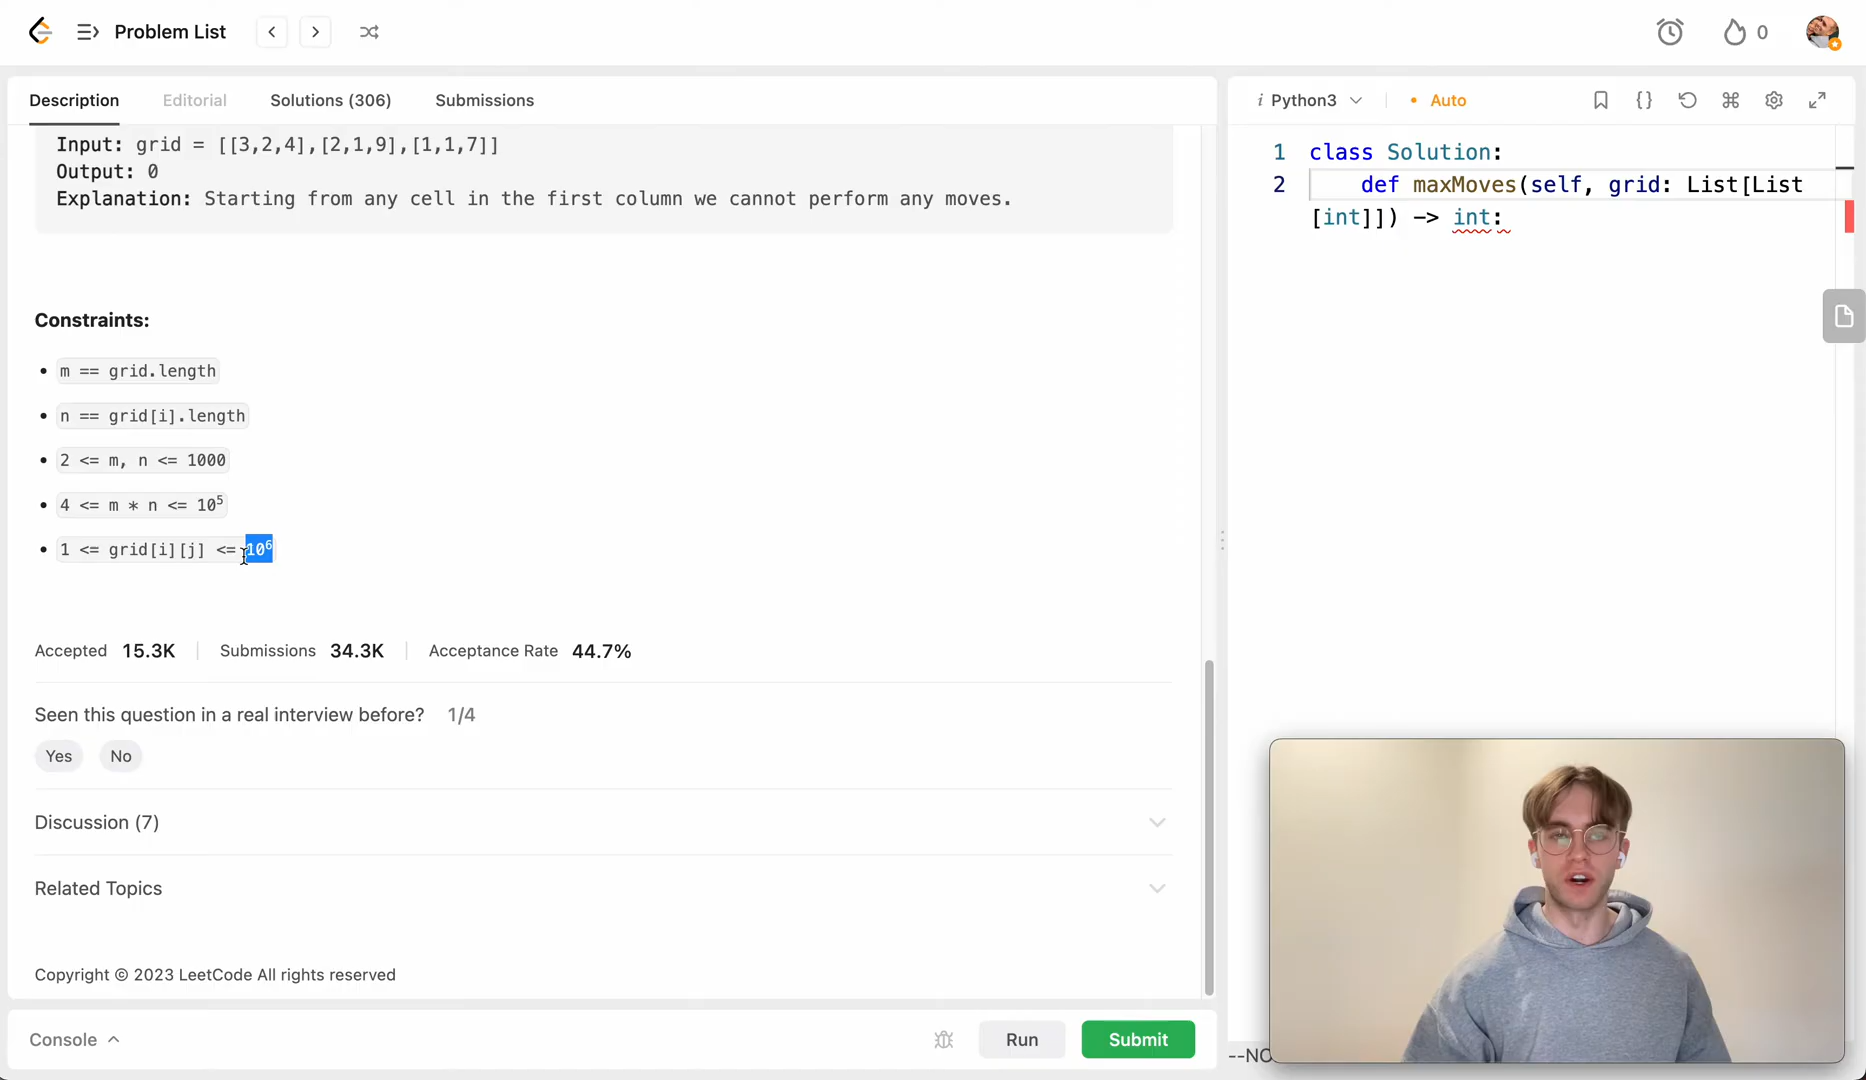 Problem List
0
Description Editorial Solutions (306) Submissions
Input: grid = [[3,2,4],[2,1,9],[1,1,7]]
Output: 0
Explanation: Starting from any cell in the first column we cannot perform any moves.
Constraints:
m == grid.length
n == grid[i].length
2 <= m, n <= 1000
4 <= m * n <= 10^5
1 <= grid[i][j] <= 10^6
Accepted 15.3K Submissions 34.3K Acceptance Rate 44.7%
Seen this question in a real interview before? 1/4
Yes No
Discussion (7)
Related Topics
Copyright © 2023 LeetCode All rights reserved
Console Run Submit
i Python3 • Auto {}
1 class Solution:
2 def maxMoves(self, grid: List[List
[int]]) -> int: